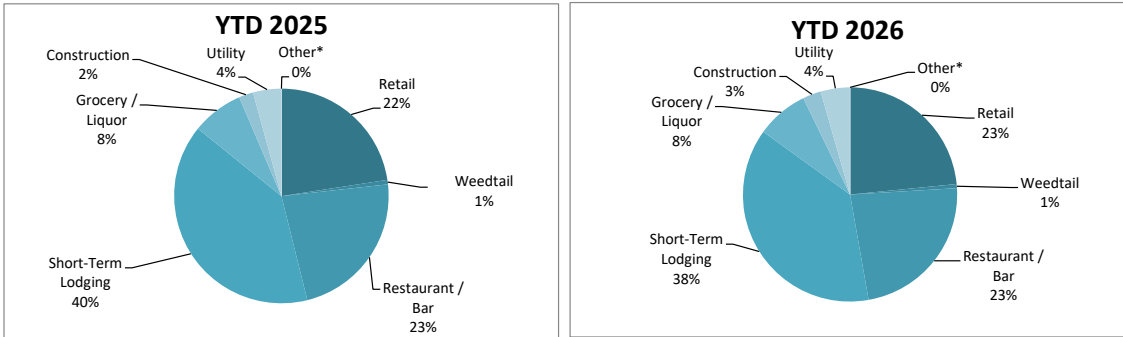 YTD 2025
Construction
2%
Utility
4%
Other*
0%
Retail
22%
Grocery /
Liquor
8%
Weedtail
1%
Short-Term
Lodging
40%
Restaurant /
Bar
23%
YTD 2026
Construction
3%
Utility
4%
Other*
0%
Retail
23%
Grocery /
Liquor
8%
Weedtail
1%
Short-Term
Lodging
38%
Restaurant /
Bar
23%